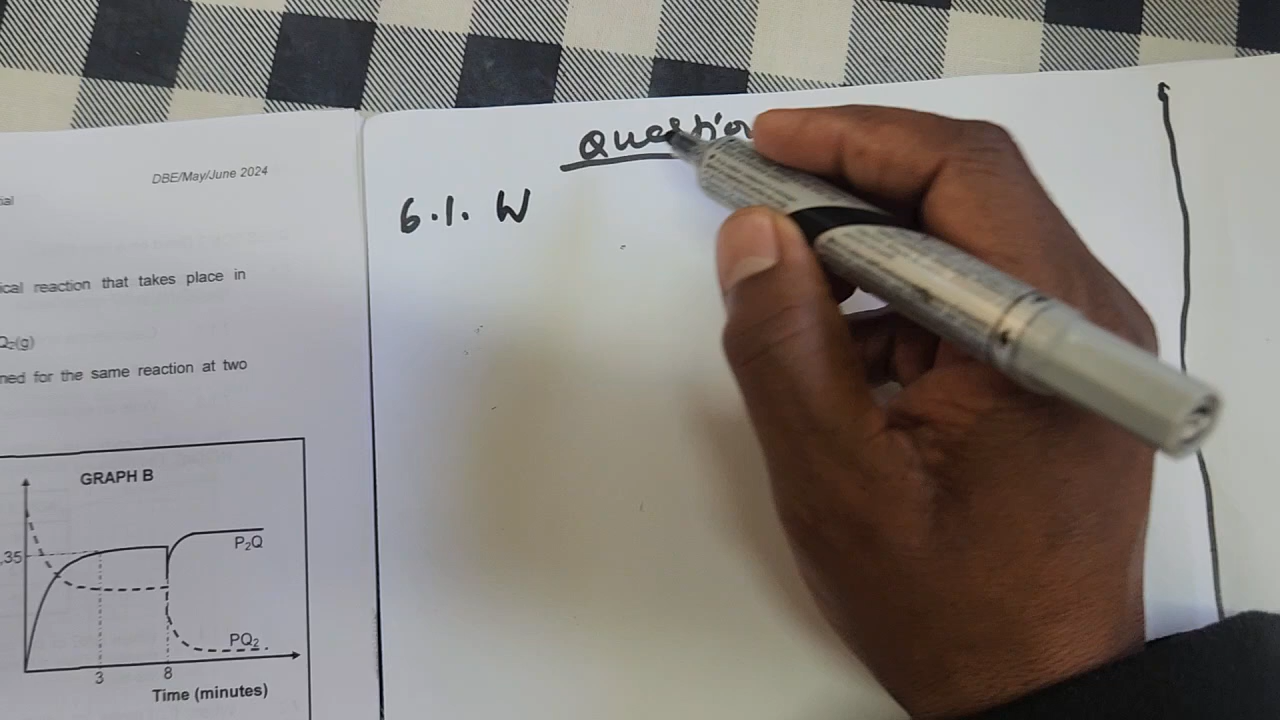 DBE/May/June 2024
ical reaction that takes place in
Q₂(g)
ned for the same reaction at two
GRAPH B
,35
P₂Q
PQ₂
3 8
Time (minutes)
Question
6.1. W